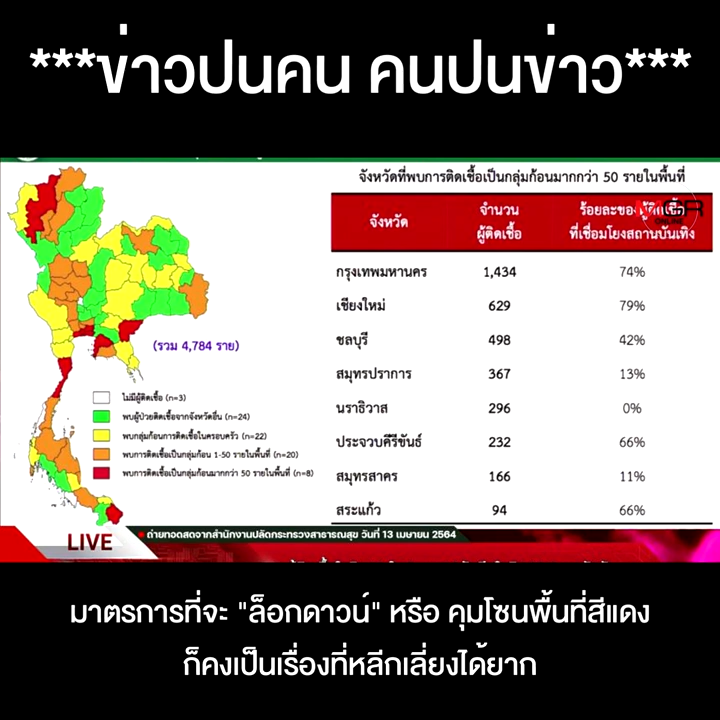 ***ข่าวปนคน คนปนข่าว***
จังหวัดที่พบการติดเชื้อเป็นกลุ่มก้อนมากกว่า 50 รายในพื้นที่
จังหวัด จำนวนผู้ติดเชื้อ ร้อยละของผู้ติดเชื้อที่เชื่อมโยงสถานบันเทิง
กรุงเทพมหานคร 1,434 74%
เชียงใหม่ 629 79%
ชลบุรี 498 42%
สมุทรปราการ 367 13%
นราธิวาส 296 0%
ประจวบคีรีขันธ์ 232 66%
สมุทรสาคร 166 11%
สระแก้ว 94 66%
(รวม 4,784 ราย)
ไม่มีผู้ติดเชื้อ (n=3)
พบผู้ป่วยติดเชื้อจากจังหวัดอื่น (n=24)
พบกลุ่มก้อนการติดเชื้อในครอบครัว (n=22)
พบการติดเชื้อเป็นกลุ่มก้อน 1-50 รายในพื้นที่ (n=20)
พบการติดเชื้อเป็นกลุ่มก้อนมากกว่า 50 รายในพื้นที่ (n=8)
LIVE
ถ่ายทอดสดจากสำนักงานปลัดกระทรวงสาธารณสุข วันที่ 13 เมษายน 2564
มาตรการที่จะ "ล็อกดาวน์" หรือ คุมโซนพื้นที่สีแดง
ก็คงเป็นเรื่องที่หลีกเลี่ยงได้ยาก